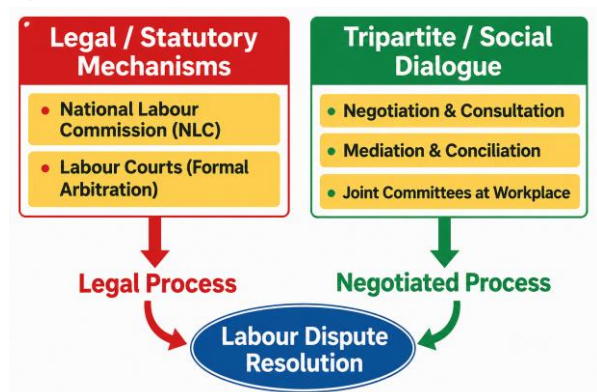 Legal / Statutory
Mechanisms
• National Labour
Commission (NLC)
• Labour Courts (Formal
Arbitration)
Legal Process
Tripartite / Social
Dialogue
• Negotiation & Consultation
• Mediation & Conciliation
• Joint Committees at Workplace
Negotiated Process
Labour Dispute
Resolution